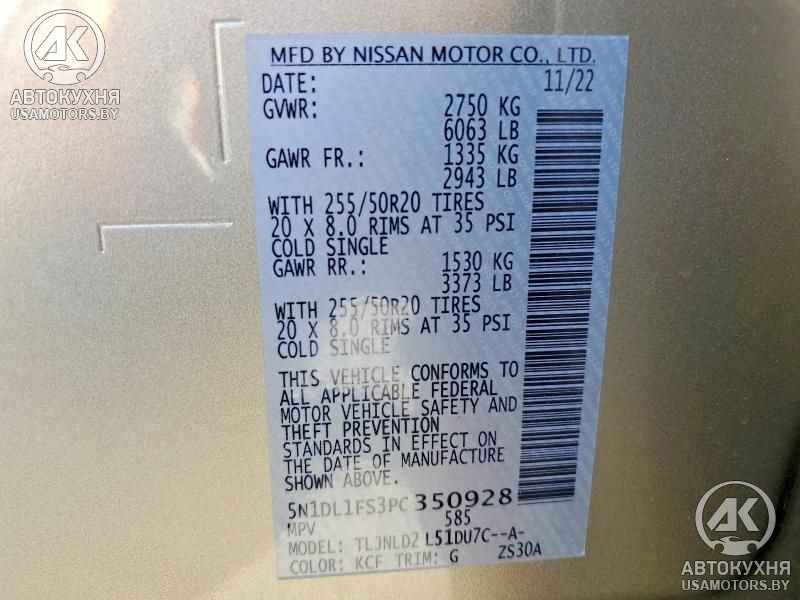 AK
АВТОКУХНЯ
USAMOTORS.BY
MFD BY NISSAN MOTOR CO., LTD.
DATE: 11/22
GVWR: 2750 KG
6063 LB
GAWR FR.: 1335 KG
2943 LB
WITH 255/50R20 TIRES
20 X 8.0 RIMS AT 35 PSI
COLD SINGLE
GAWR RR.: 1530 KG
3373 LB
WITH 255/50R20 TIRES
20 X 8.0 RIMS AT 35 PSI
COLD SINGLE
THIS VEHICLE CONFORMS TO
ALL APPLICABLE FEDERAL
MOTOR VEHICLE SAFETY AND
THEFT PREVENTION
STANDARDS IN EFFECT ON
THE DATE OF MANUFACTURE
SHOWN ABOVE.
5N1DL1FS3PC350928
MPV 585
MODEL: TLJNLD2 L51DU7C--A-
COLOR: KCF TRIM: G ZS30A
AK
АВТОКУХНЯ
USAMOTORS.BY